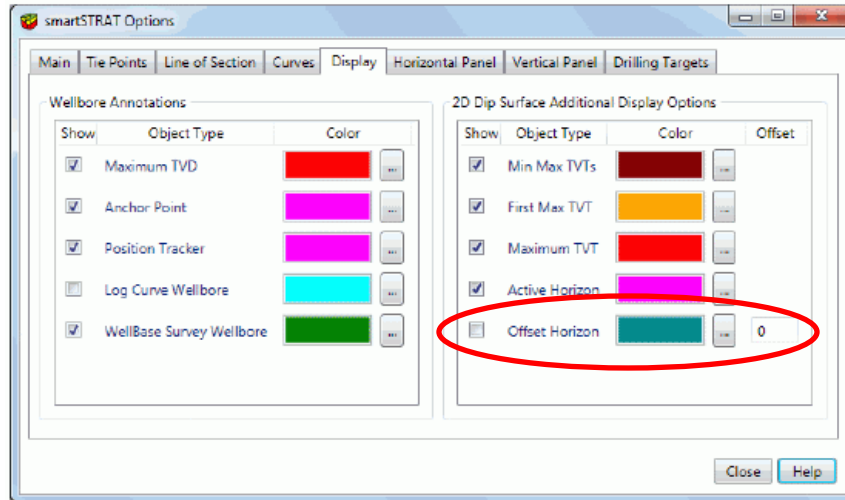 smartSTRAT Options
Main Tie Points Line of Section Curves Display Horizontal Panel Vertical Panel Drilling Targets
Wellbore Annotations
Show Object Type Color
Maximum TVD ...
Anchor Point ...
Position Tracker ...
Log Curve Wellbore ...
WellBase Survey Wellbore ...
2D Dip Surface Additional Display Options
Show Object Type Color Offset
Min Max TVTs ...
First Max TVT ...
Maximum TVT ...
Active Horizon ...
Offset Horizon ... 0
Close Help